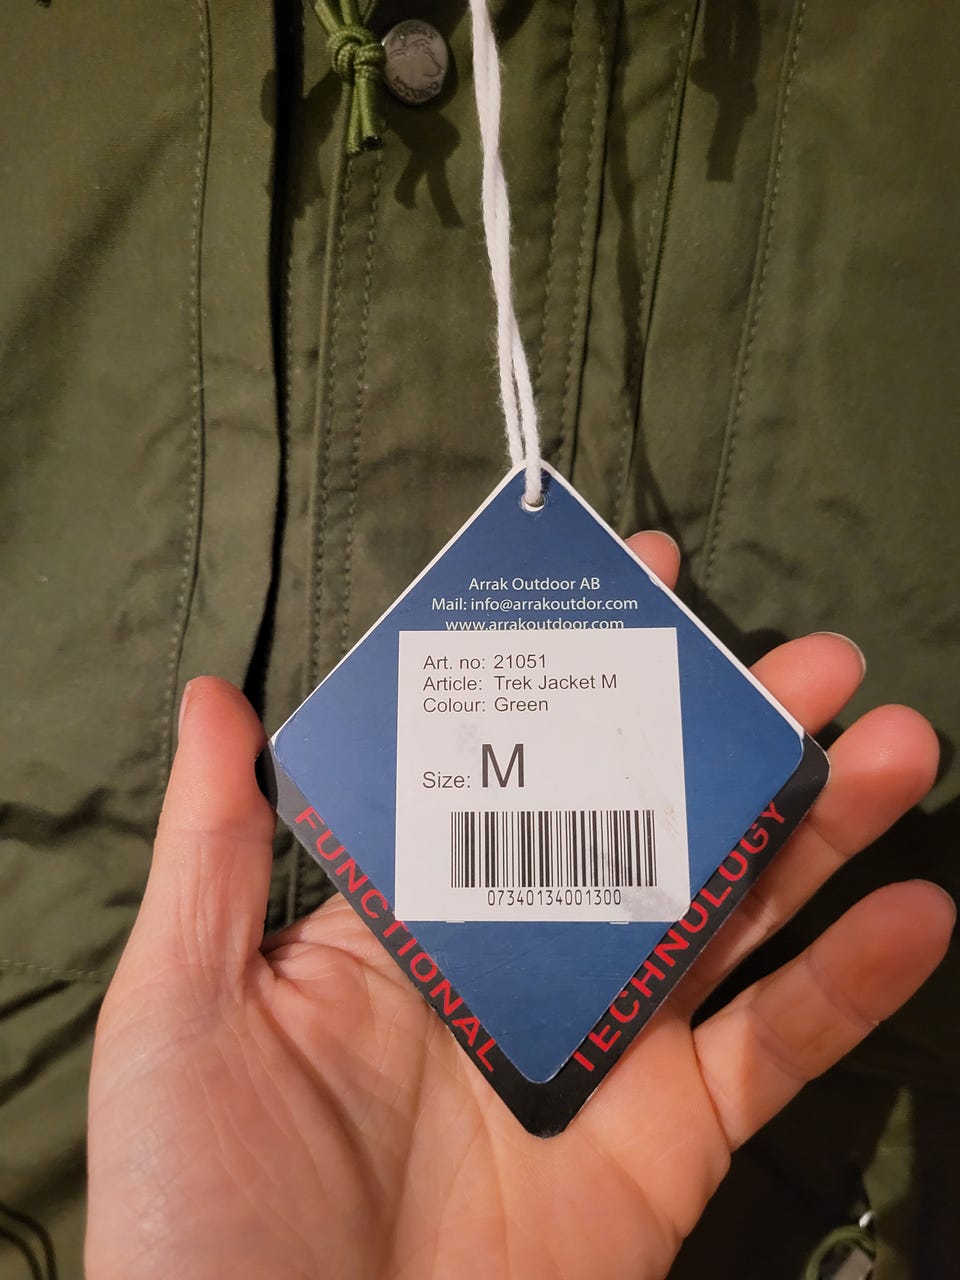 Arrak Outdoor AB
Mail: info@arrakoutdor.com
www.arrakoutdoor.com
Art. no: 21051
Article: Trek Jacket M
Colour: Green
Size: M
07340134001300
FUNCTIONAL
TECHNOLOGY